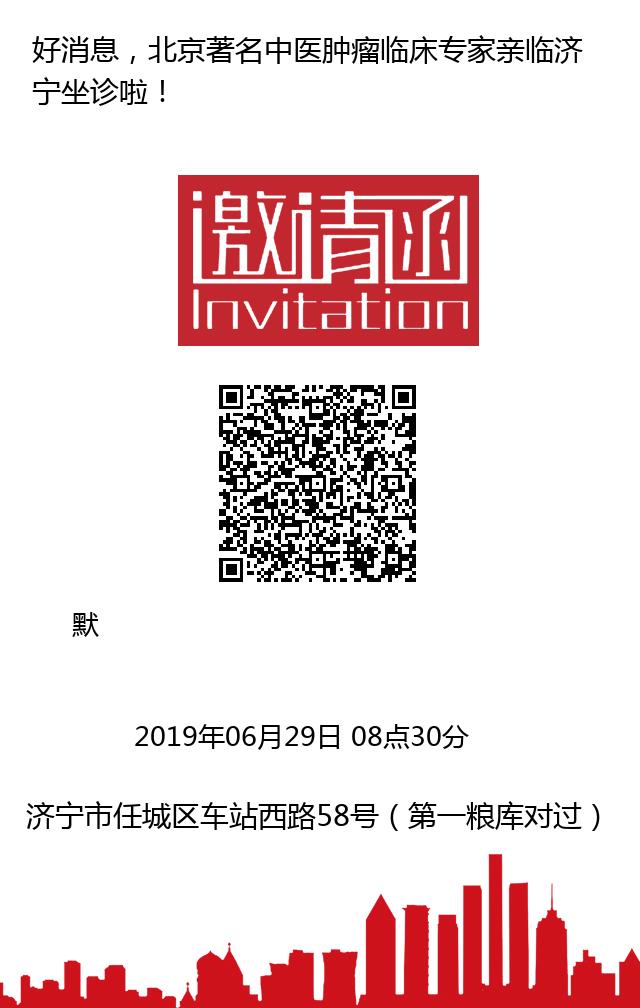 好消息，北京著名中医肿瘤临床专家亲临济
宁坐诊啦！
邀请函
Invitation
默
2019年06月29日 08点30分
济宁市任城区车站西路58号（第一粮库对过）